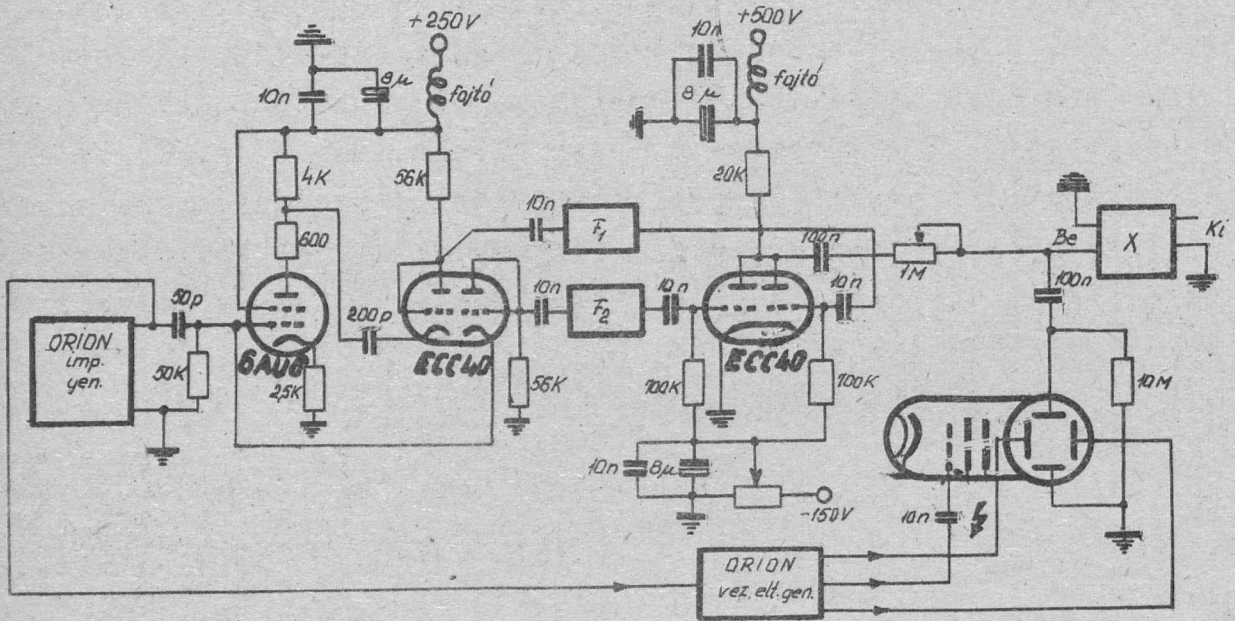 +250V
+500V
10n
8µ
fojtó
10n
8µ
fojtó
4K
56K
20K
600
10n
F₁
100n
1M
Be
X
Ki
50p
200p
10n
F₂
10n
10n
100n
ORION
imp.
gen.
50K
6AU6
2,5K
ECC40
56K
ECC40
100K
100K
10M
10n
8µ
-150V
10n
ORION
vez. elt. gen.